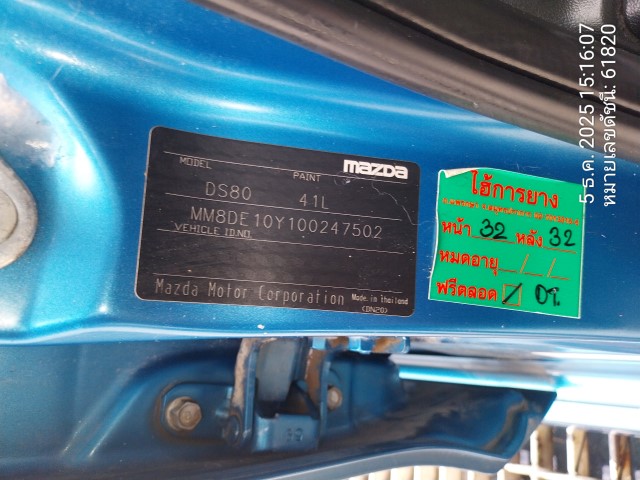 MODEL
PAINT
mazda
DS80 41L
MM8DE10Y100247502
VEHICLE ID.NO.
Mazda Motor Corporation Made in Thailand
(DN20)
ไฮ้การยาง
หน้า 32 หลัง 32
หมดอายุ / /
ฟรีตลอด
5 ธ.ค. 2025 15:16:07
หมายเลขดัชนี: 61820